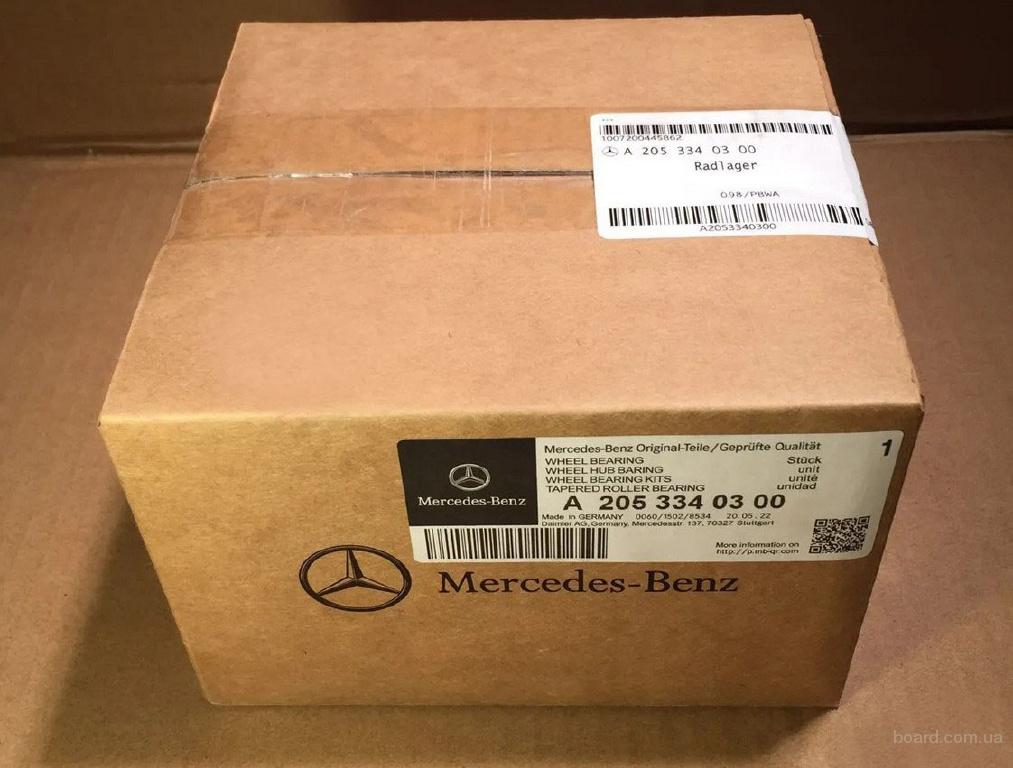 1007200445862
A 205 334 03 00
Radlager
098/PBWA
A2053340300
Mercedes-Benz
Mercedes-Benz Original-Teile/Geprüfte Qualität 1
WHEEL BEARING Stück
WHEEL HUB BARING unit
WHEEL BEARING KITS unité
TAPERED ROLLER BEARING unidad
A 205 334 03 00
Made in GERMANY 0060/1502/8534 20.05.22
Daimler AG, Germany, Mercedesstr. 137, 70327 Stuttgart
More information on
http://p.mb-qr.com
Mercedes-Benz
board.com.ua